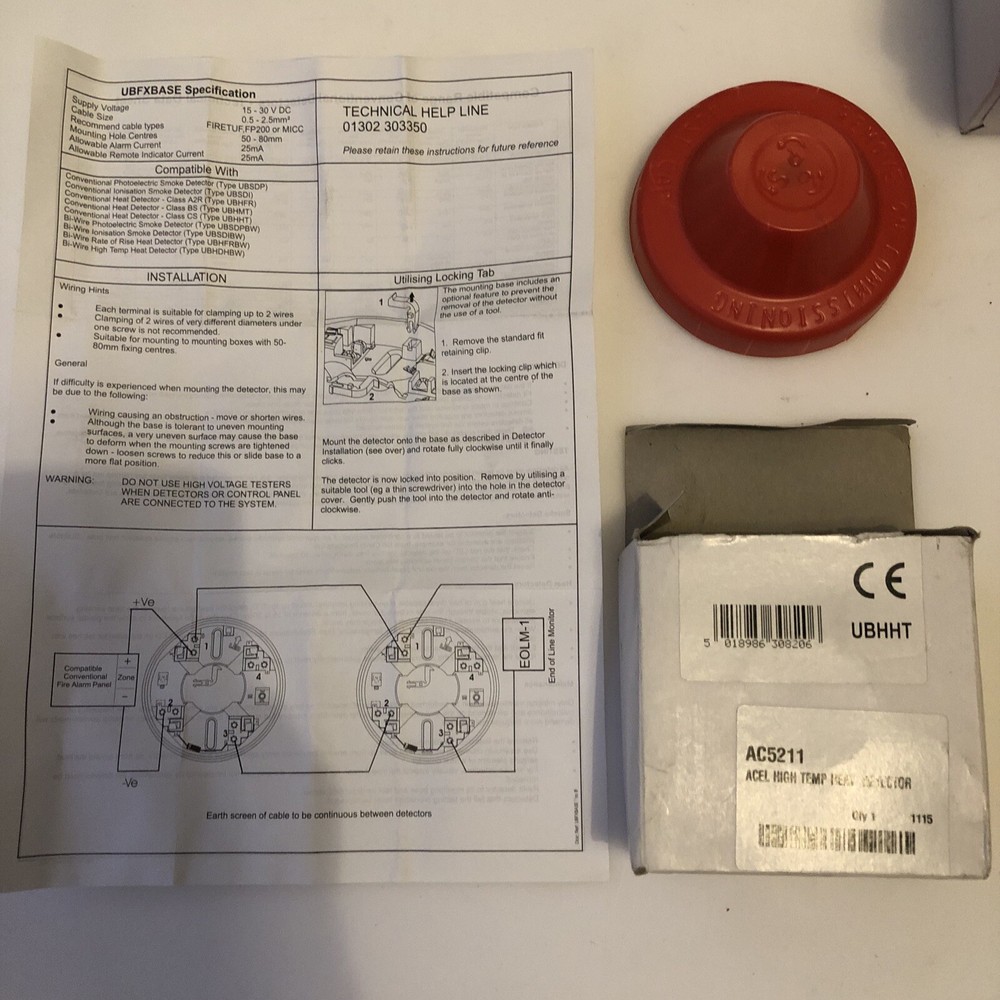 UBFXBASE Specification
Supply Voltage 15 - 30 V DC
Cable Size 0.5 - 2.5mm²
Recommend cable types FIRETUF,FP200 or MICC
Mounting Hole Centres 50 - 80mm
Allowable Alarm Current 25mA
Allowable Remote Indicator Current 25mA
TECHNICAL HELP LINE
01302 303350
Please retain these instructions for future reference
Compatible With
Conventional Photoelectric Smoke Detector (Type UBSDP)
Conventional Ionisation Smoke Detector (Type UBSDI)
Conventional Heat Detector - Class A2R (Type UBHFR)
Conventional Heat Detector - Class BS (Type UBHMT)
Conventional Heat Detector - Class CS (Type UBHHT)
Bi-Wire Photoelectric Smoke Detector (Type UBSDPBW)
Bi-Wire Ionisation Smoke Detector (Type UBSDIBW)
Bi-Wire Rate of Rise Heat Detector (Type UBHFRBW)
Bi-Wire High Temp Heat Detector (Type UBHDHBW)
INSTALLATION
Wiring Hints
Each terminal is suitable for clamping up to 2 wires
Clamping of 2 wires of very different diameters under
one screw is not recommended.
Suitable for mounting to mounting boxes with 50-
80mm fixing centres.
General
If difficulty is experienced when mounting the detector, this may
be due to the following:
Wiring causing an obstruction - move or shorten wires.
Although the base is tolerant to uneven mounting
surfaces, a very uneven surface may cause the base
to deform when the mounting screws are tightened
down - loosen screws to reduce this or slide base to a
more flat position.
WARNING: DO NOT USE HIGH VOLTAGE TESTERS
WHEN DETECTORS OR CONTROL PANEL
ARE CONNECTED TO THE SYSTEM.
Utilising Locking Tab
1
2
The mounting base includes an
optional feature to prevent the
removal of the detector without
the use of a tool.
1. Remove the standard fit
retaining clip.
2. Insert the locking clip which
is located at the centre of the
base as shown.
Mount the detector onto the base as described in Detector
Installation (see over) and rotate fully clockwise until it finally
clicks.
The detector is now locked into position. Remove by utilising a
suitable tool (eg a thin screwdriver) into the hole in the detector
cover. Gently push the tool into the detector and rotate anti-
clockwise.
+Ve
Compatible
Conventional
Fire Alarm Panel
+
Zone
-
-Ve
1
2
3
4
1
2
3
4
EOLM-1
End of Line Monitor
Earth screen of cable to be continuous between detectors
COMMISSIONING
CE
5 018986 308206
UBHHT
AC5211
ACEL HIGH TEMP HEAT DETECTOR
Qty 1 1115